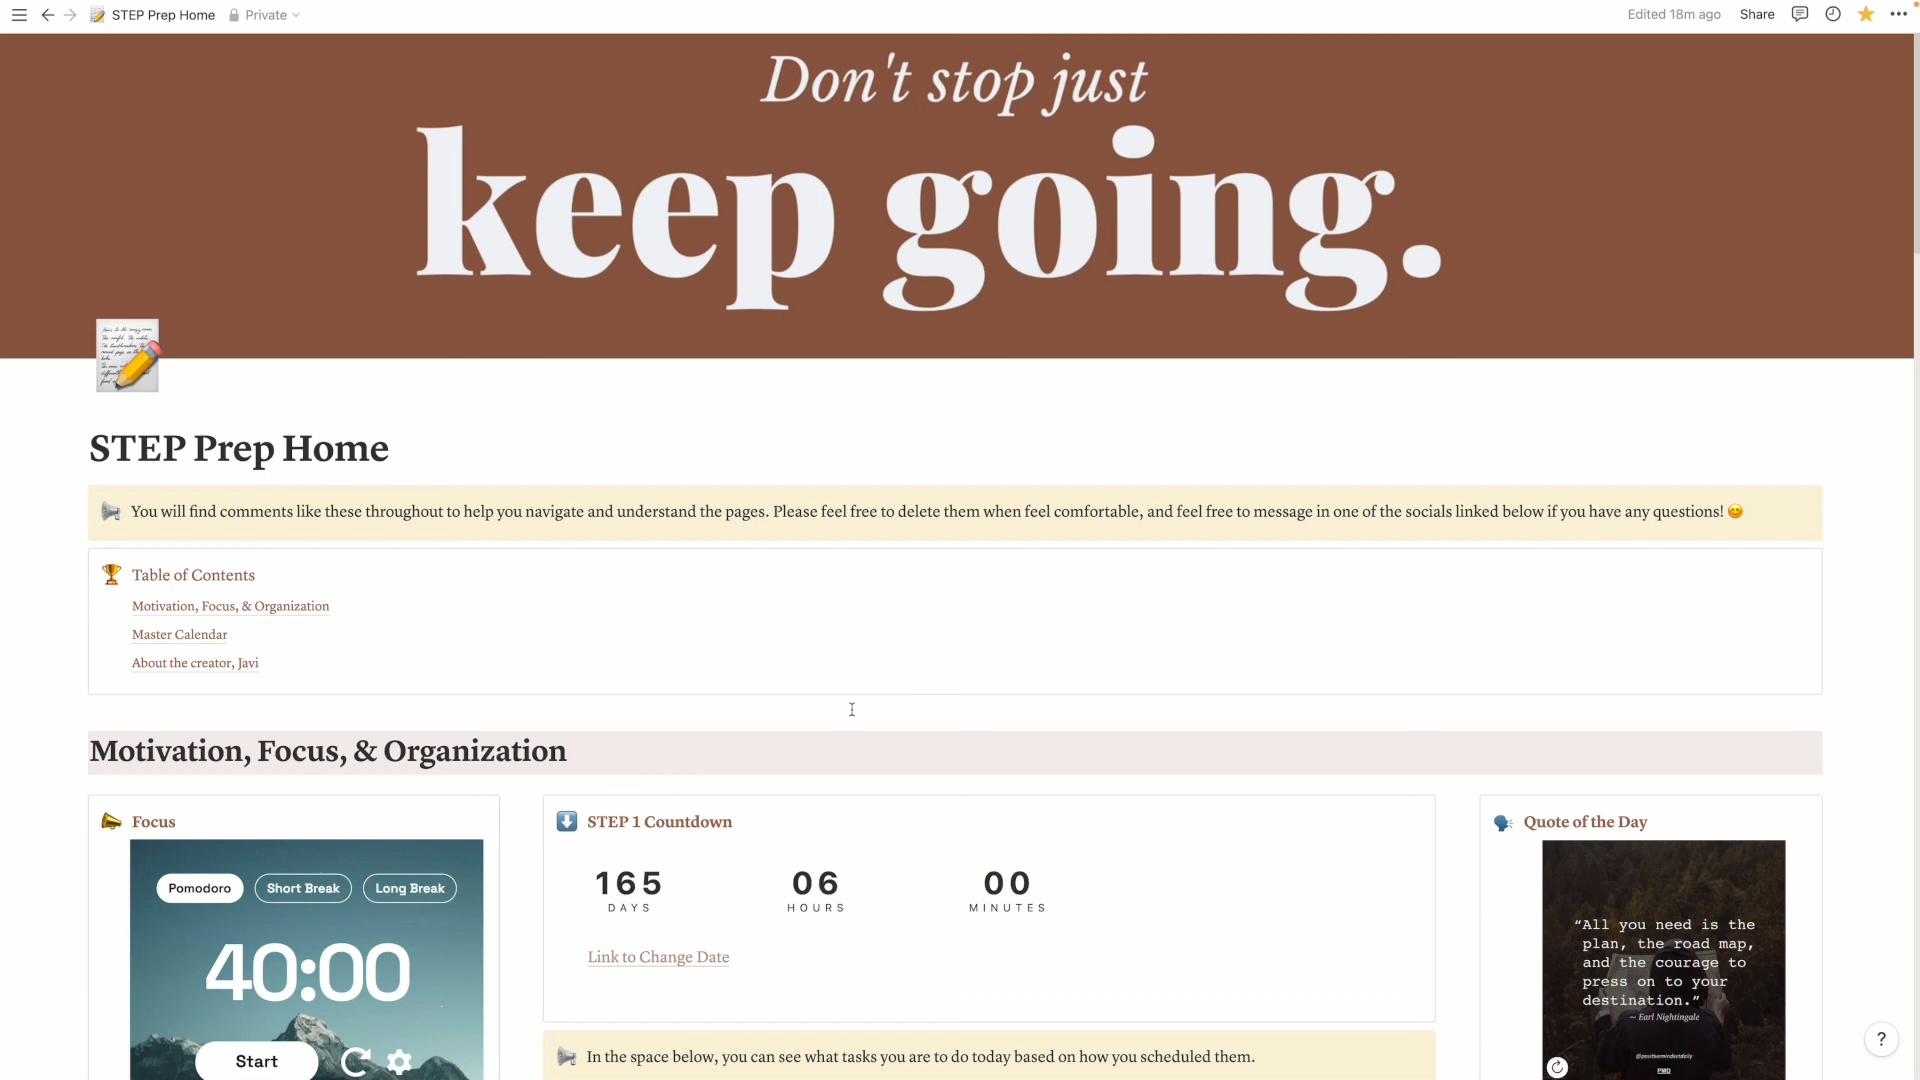 STEP Prep Home Private
Edited 18m ago Share
Don't stop just
keep going.
STEP Prep Home
You will find comments like these throughout to help you navigate and understand the pages. Please feel free to delete them when feel comfortable, and feel free to message in one of the socials linked below if you have any questions! 😊
Table of Contents
Motivation, Focus, & Organization
Master Calendar
About the creator, Javi
Motivation, Focus, & Organization
Focus
Pomodoro Short Break Long Break
40:00
Start
STEP 1 Countdown
165 06 00
DAYS HOURS MINUTES
Link to Change Date
In the space below, you can see what tasks you are to do today based on how you scheduled them.
Quote of the Day
“All you need is the
plan, the road map,
and the courage to
press on to your
destination.”
~ Earl Nightingale
@positivemindsetdaily
PMD
?